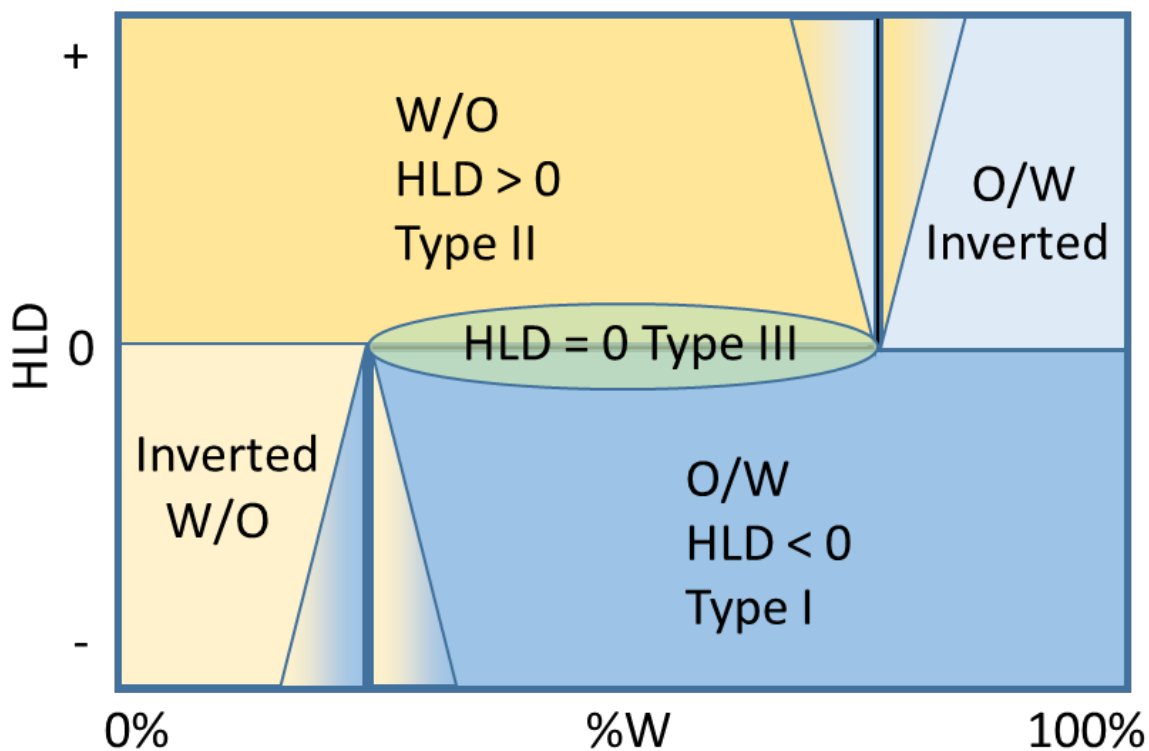 +
W/O
HLD > 0
Type II
O/W
Inverted
HLD
0
HLD = 0 Type III
Inverted
W/O
O/W
HLD < 0
Type I
-
0%
%W
100%